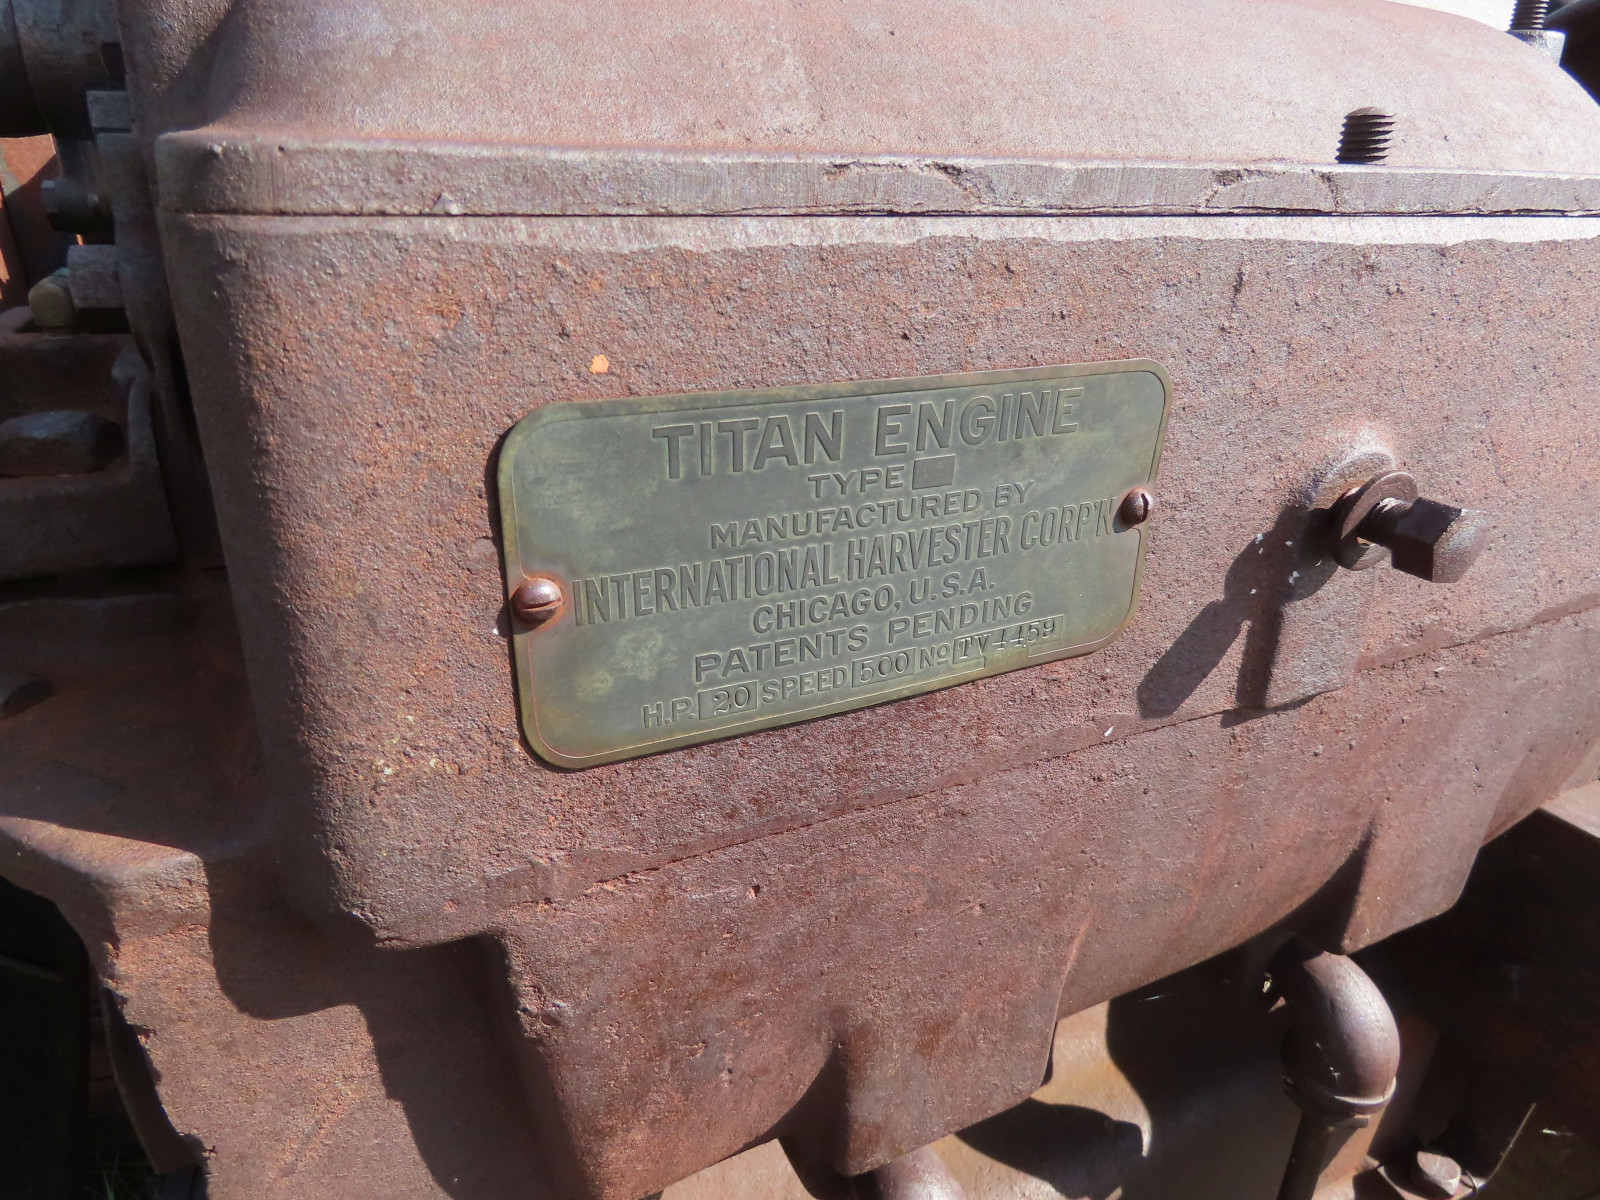 TITAN ENGINE
TYPE
MANUFACTURED BY
INTERNATIONAL HARVESTER CORP'N
CHICAGO, U.S.A.
PATENTS PENDING
H.P. 20 SPEED 500 NO TV 4459